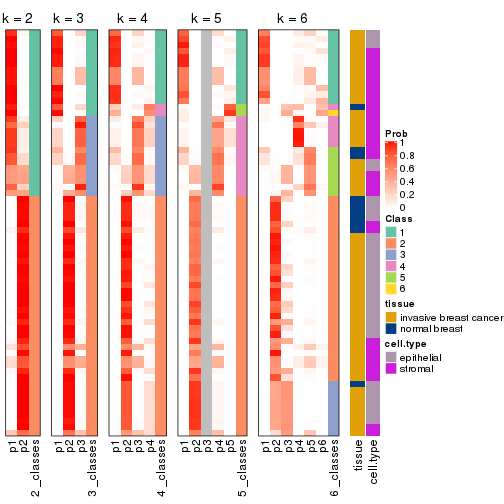 k = 2 k = 3 k = 4 k = 5 k = 6
Prob
1
0.8
0.6
0.4
0.2
0
Class
1
2
3
4
5
6
tissue
invasive breast cancer
normal breast
cell.type
epithelial
stromal
p1 p2 2_classes
p1 p2 p3 3_classes
p1 p2 p3 p4 4_classes
p1 p2 p3 p4 p5 5_classes
p1 p2 p3 p4 p5 p6 6_classes
tissue
cell.type